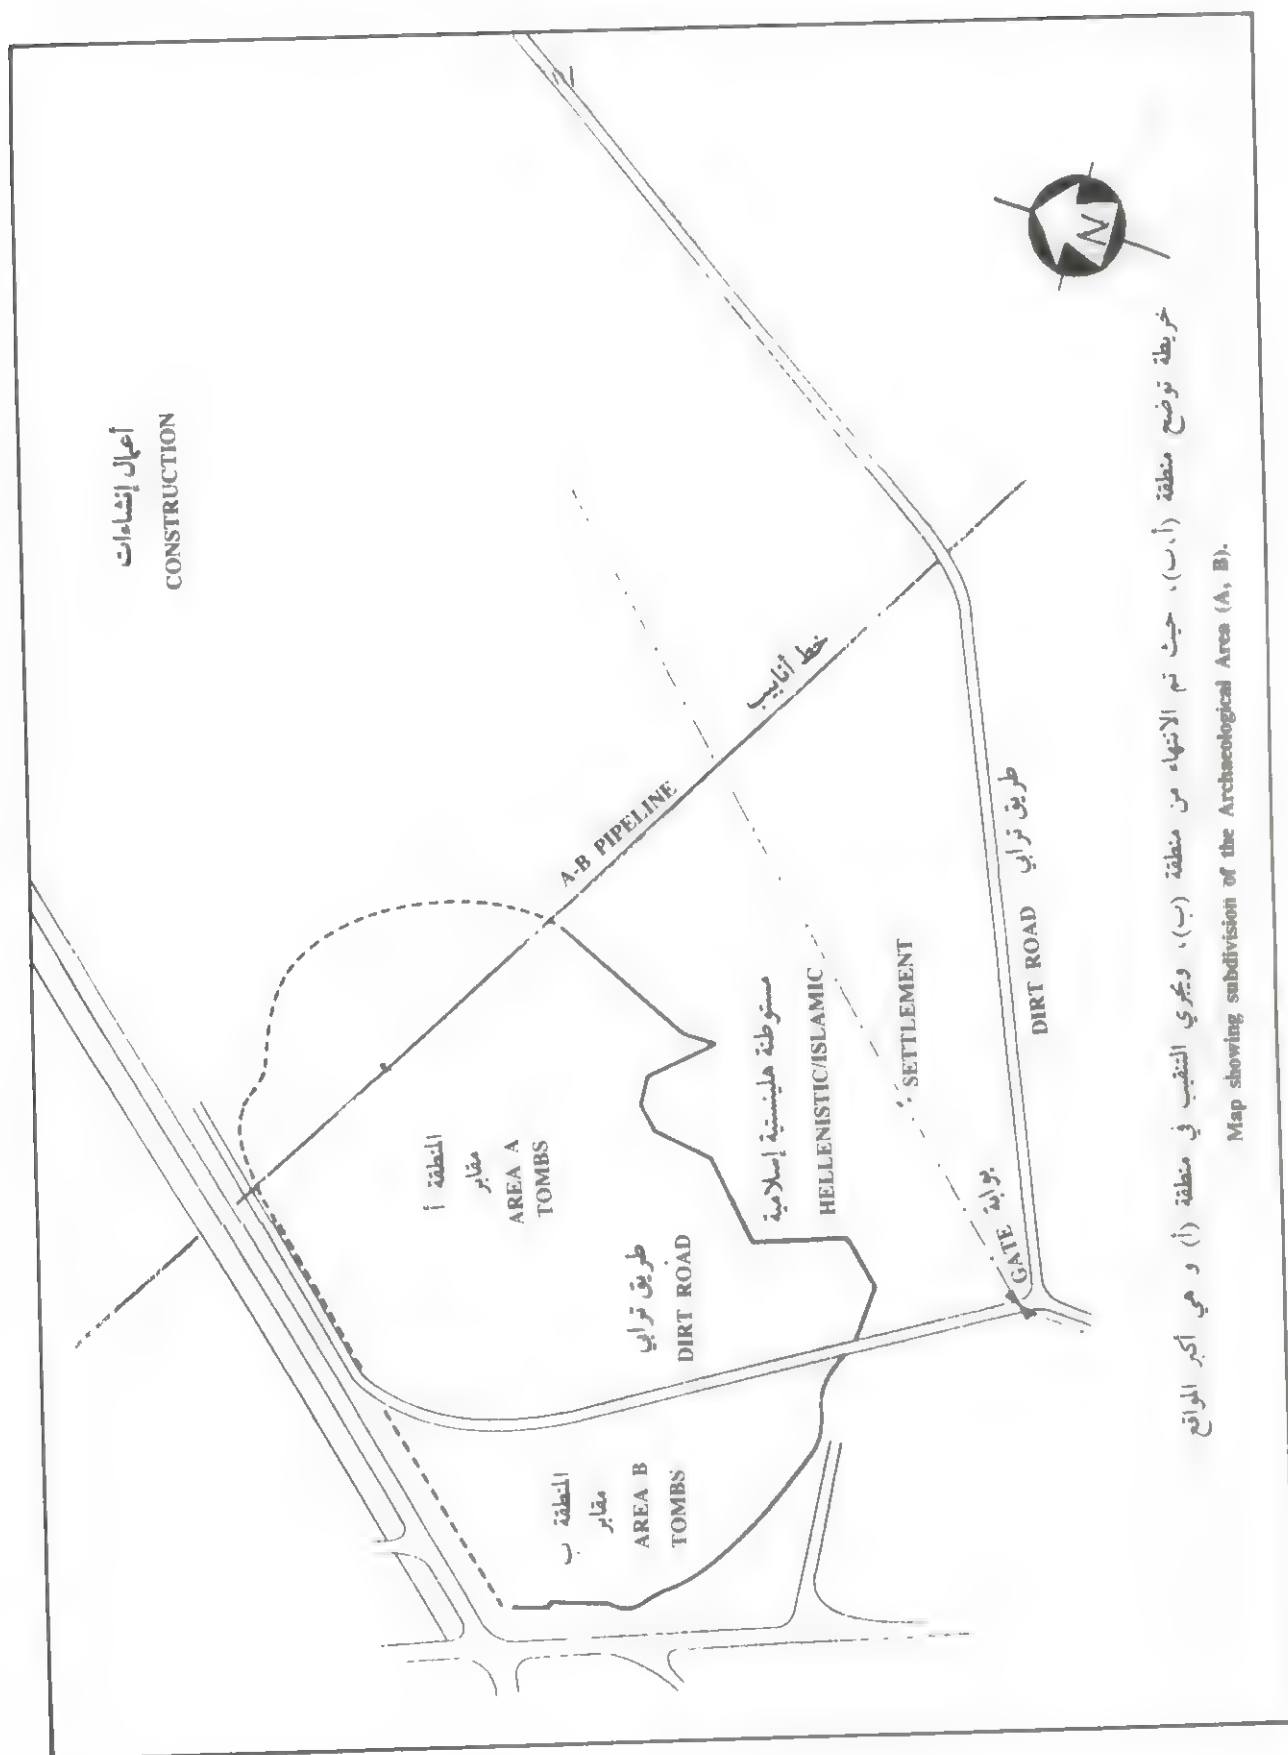 أعمال إنشاءات
CONSTRUCTION
N
خط أنابيب
A-B PIPELINE
المنطقة أ
مقابر
AREA A
TOMBS
طريق ترابي
DIRT ROAD
المنطقة ب
مقابر
AREA B
TOMBS
مستوطنة هلينستية إسلامية
HELLENISTIC/ISLAMIC
SETTLEMENT
بوابة
GATE
DIRT ROAD طريق ترابي
خريطة توضح منطقة (أ، ب)، حيث تم الانتهاء من منطقة (ب)، ويجري التنقيب في منطقة (أ) و هي أكبر المواقع
Map showing subdivision of the Archaeological Area (A, B).